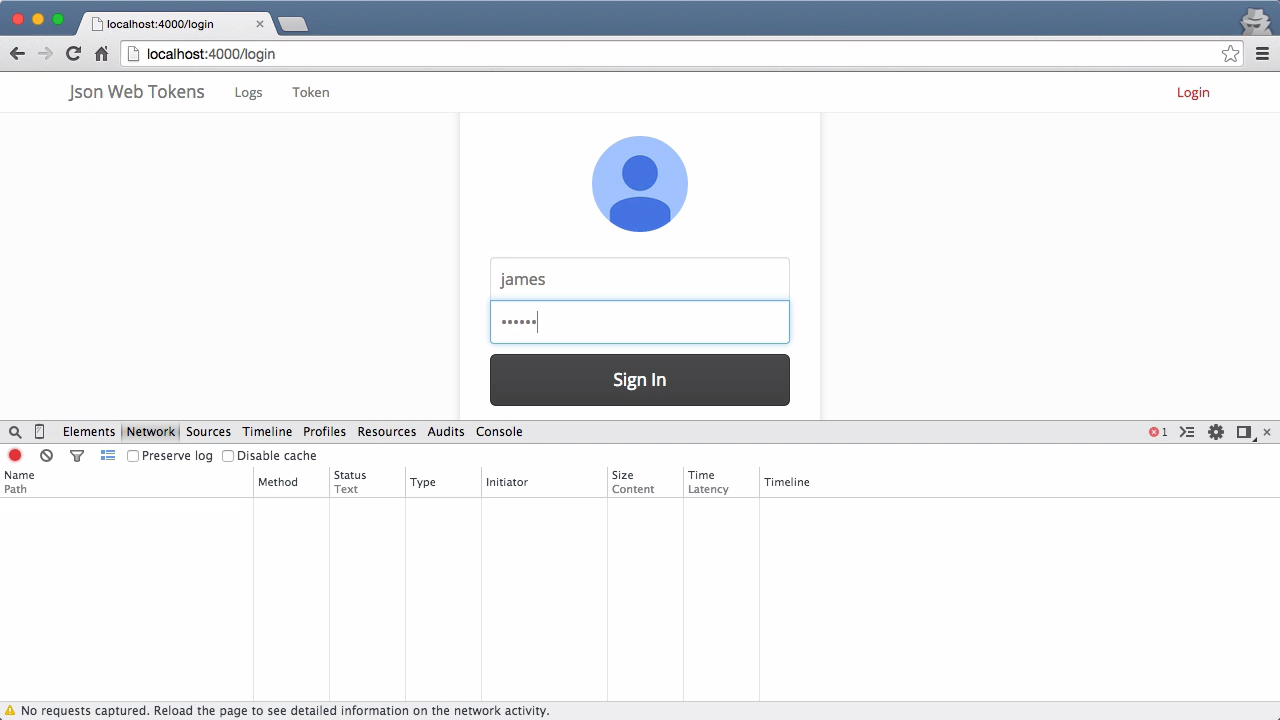 localhost:4000/login
localhost:4000/login
Json Web Tokens Logs Token Login
james
••••••
Sign In
Elements Network Sources Timeline Profiles Resources Audits Console 1
Preserve log Disable cache
Name Method Status Type Initiator Size Time Timeline
Path Text Content Latency
No requests captured. Reload the page to see detailed information on the network activity.